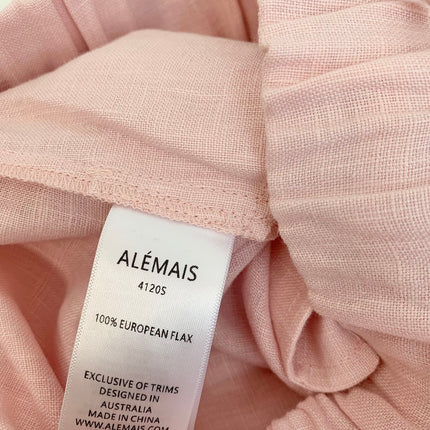 ALÉMAIS
4120S
100% EUROPEAN FLAX
EXCLUSIVE OF TRIMS
DESIGNED IN
AUSTRALIA
MADE IN CHINA
WWW.ALEMAIS.COM